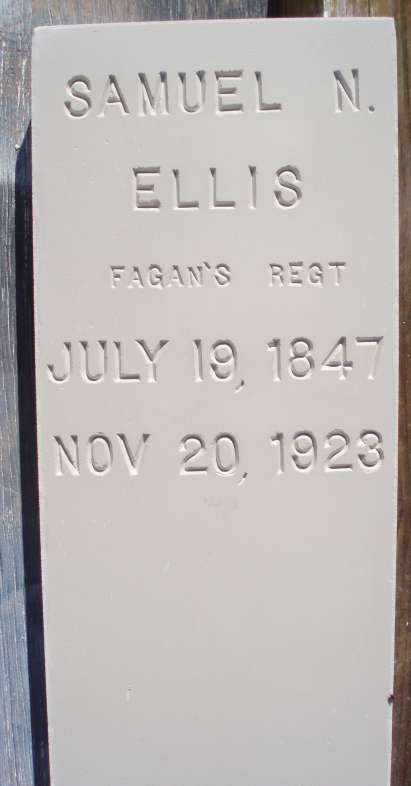 SAMUEL N.
ELLIS
FAGAN'S REGT
JULY 19, 1847
NOV 20, 1923